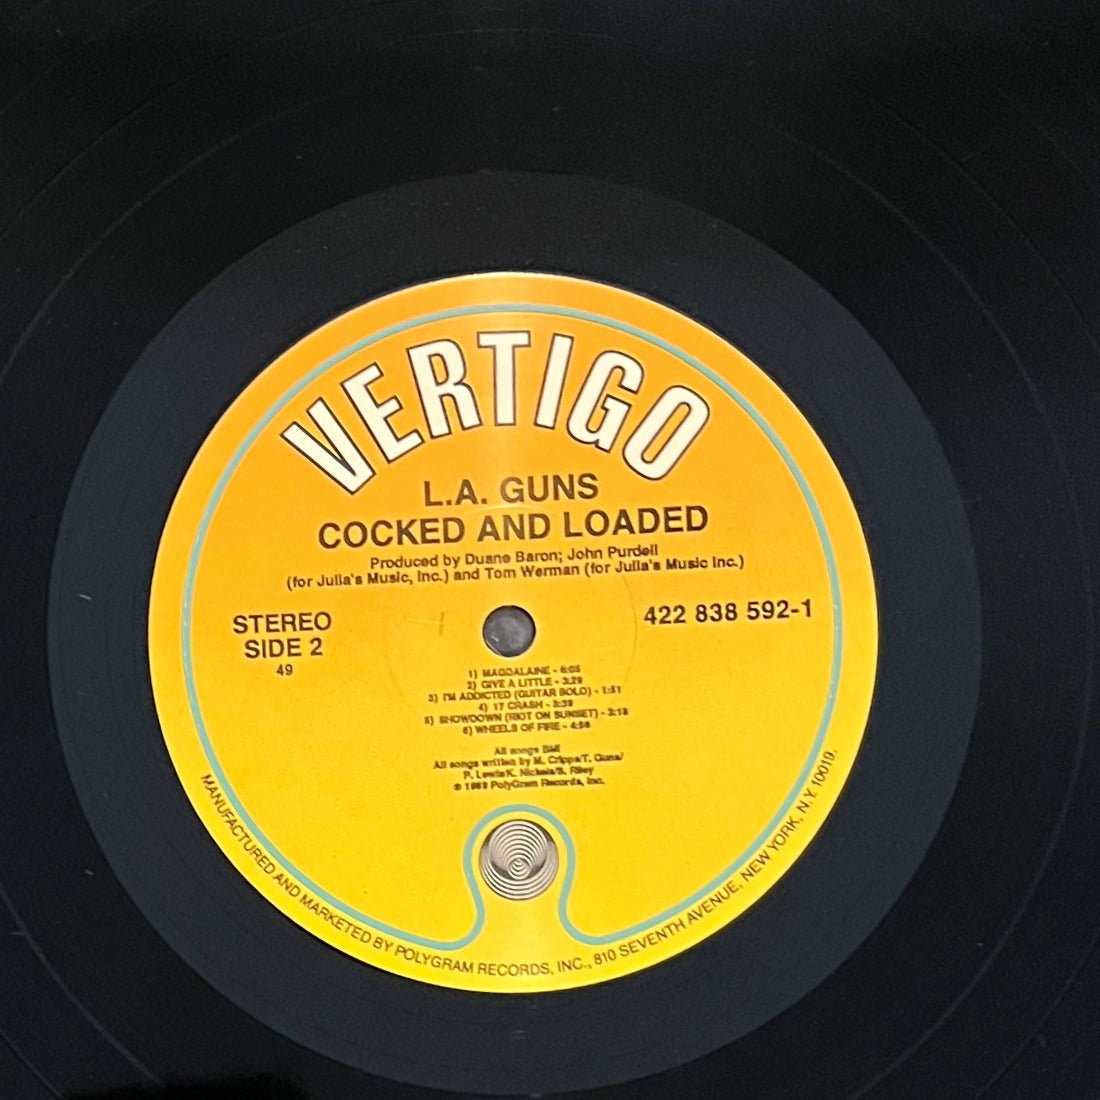 VERTIGO
L.A. GUNS
COCKED AND LOADED
Produced by Duane Baron; John Purdell
(for Julia's Music, Inc.) and Tom Werman (for Julia's Music Inc.)
STEREO
SIDE 2
49
422 838 592-1
1) MAGDALAINE - 6:05
2) GIVE A LITTLE - 3:29
3) I'M ADDICTED (GUITAR SOLO) - 1:51
4) 17 CRASH - 3:39
5) SHOWDOWN (RIOT ON SUNSET) - 3:18
6) WHEELS OF FIRE - 4:56
All songs BMI
All songs written by M. Cripps/T. Guns/
P. Lewis/K. Nickels/S. Riley
© 1989 PolyGram Records, Inc.
MANUFACTURED AND MARKETED BY POLYGRAM RECORDS, INC., 810 SEVENTH AVENUE, NEW YORK, N.Y. 10019.